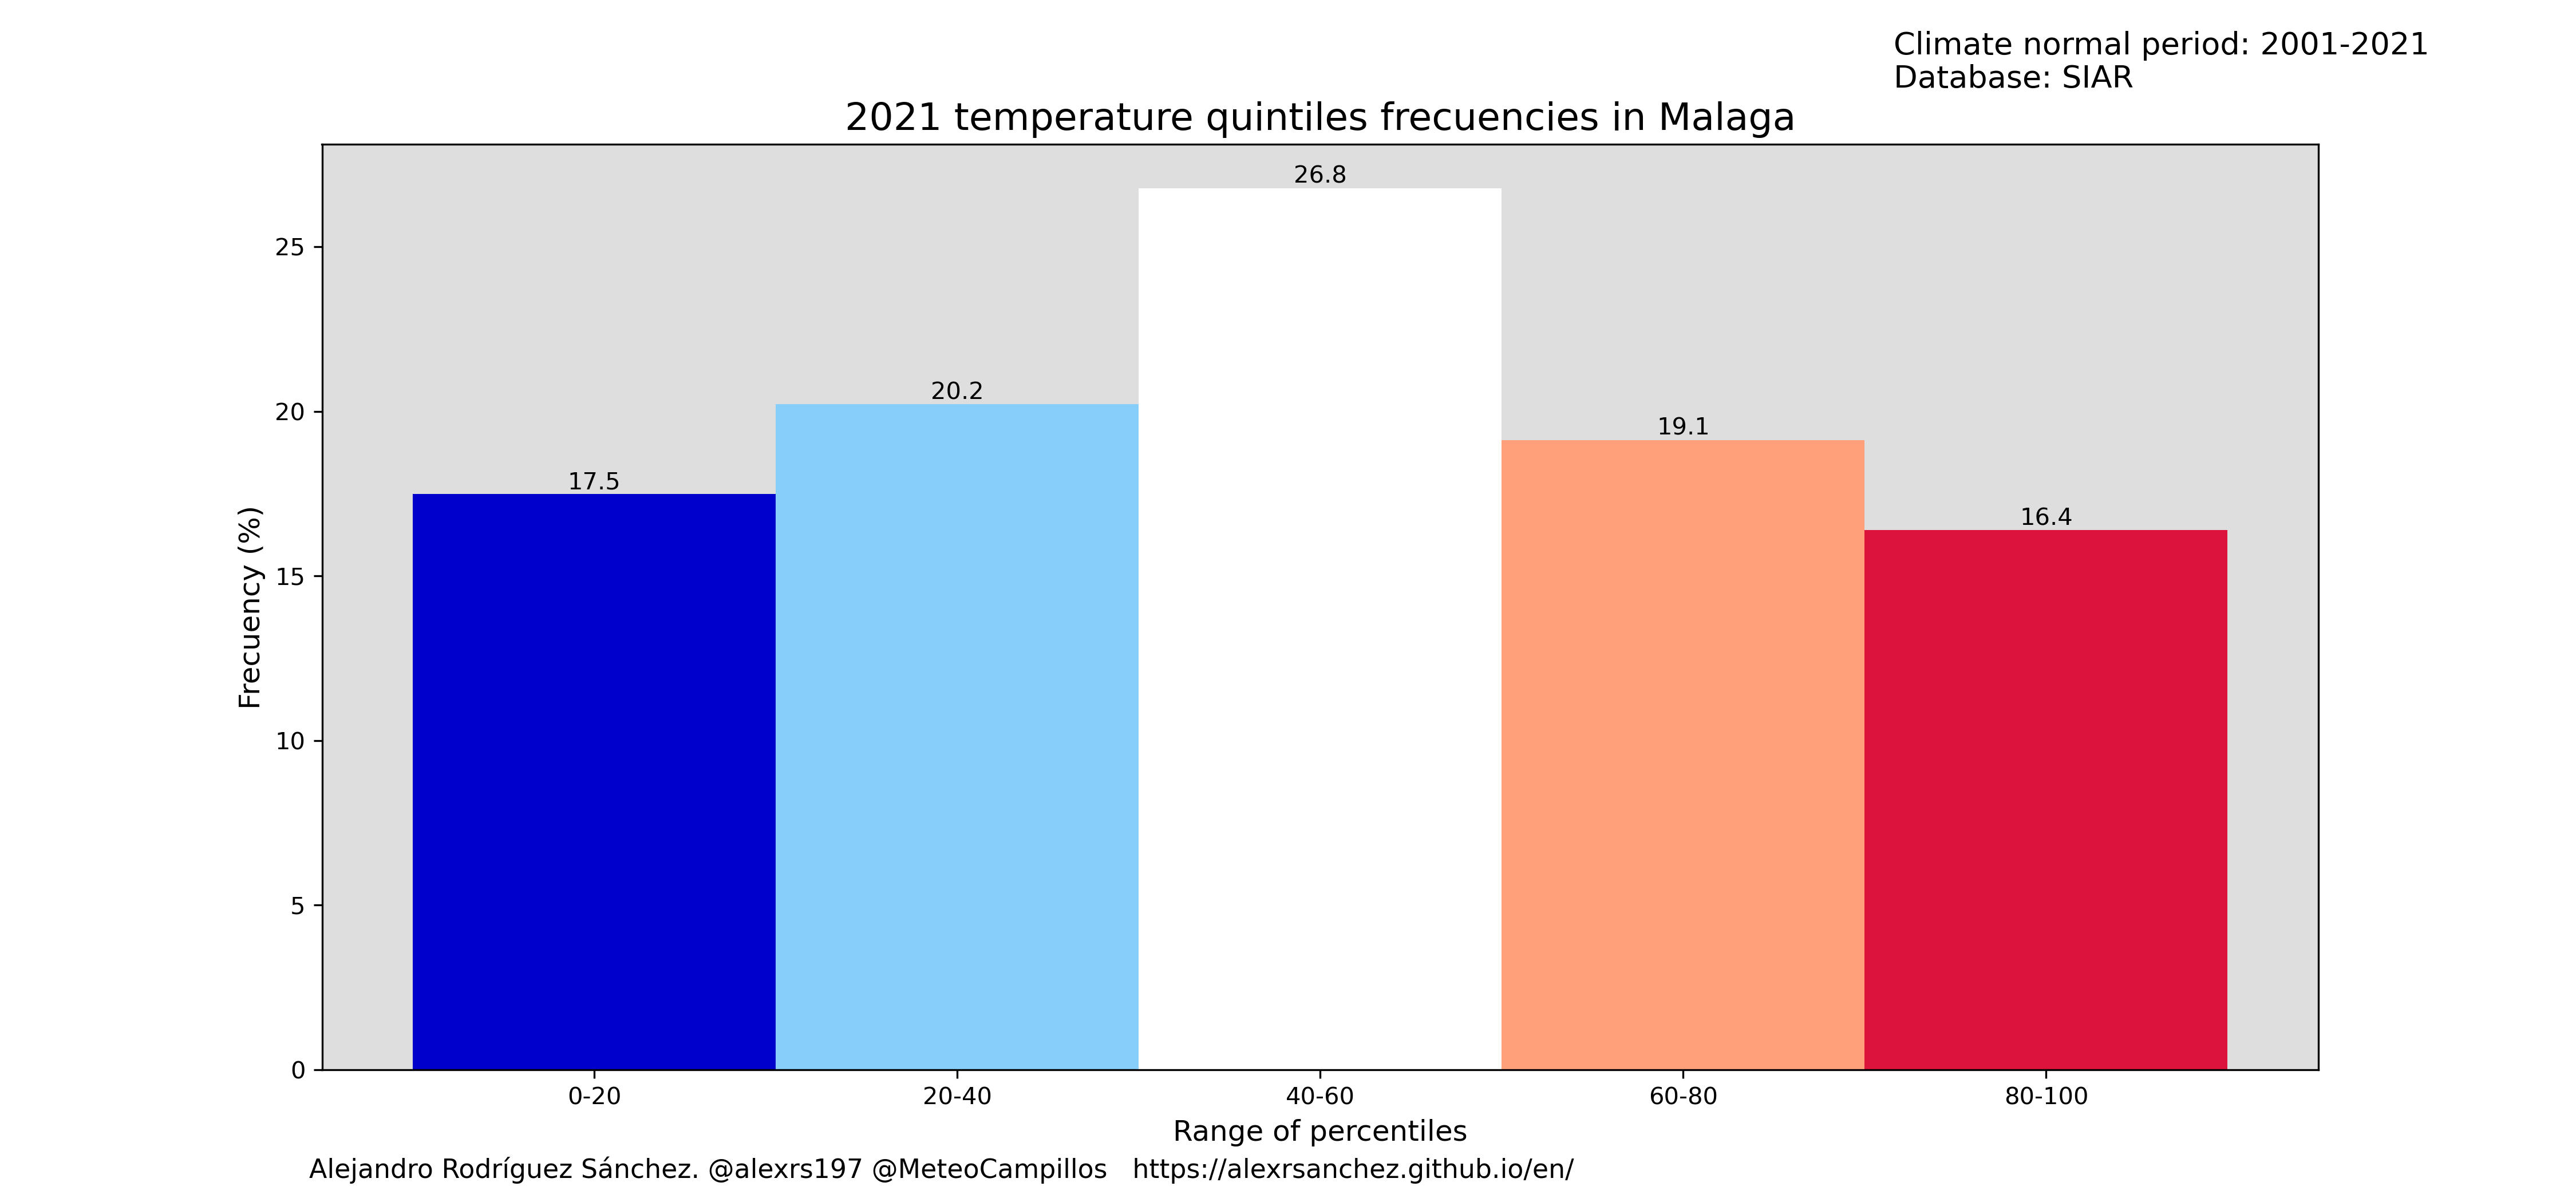 Climate normal period: 2001-2021
Database: SIAR
2021 temperature quintiles frecuencies in Malaga
26.8
25
20.2
20
19.1
17.5
16.4
Frecuency (%)
15
10
5
0
0-20 20-40 40-60 60-80 80-100
Range of percentiles
Alejandro Rodríguez Sánchez. @alexrs197 @MeteoCampillos https://alexrsanchez.github.io/en/